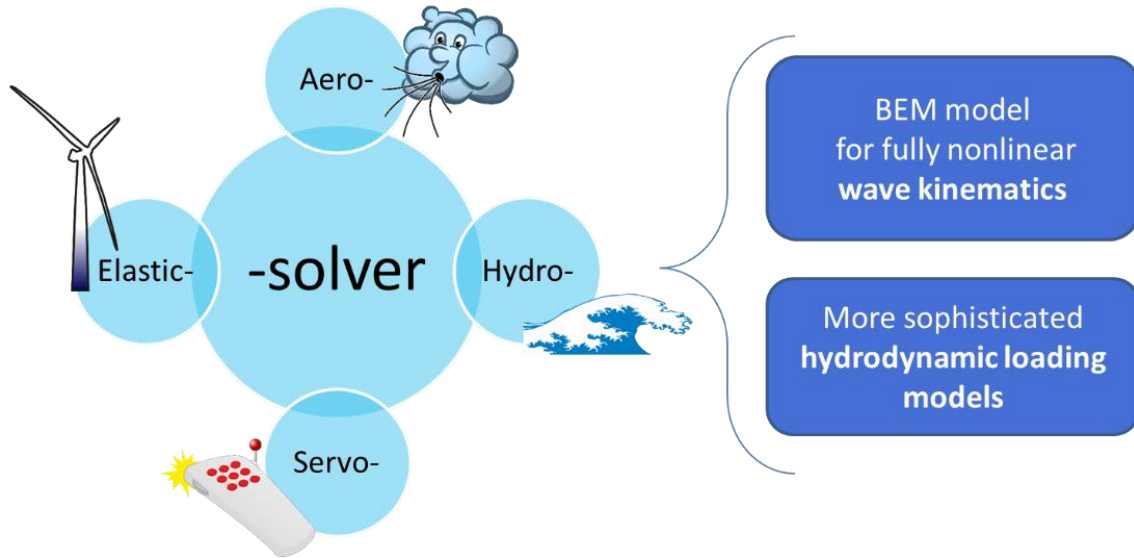 Aero-
Elastic-
-solver
Hydro-
Servo-
BEM model
for fully nonlinear
wave kinematics
More sophisticated
hydrodynamic loading
models